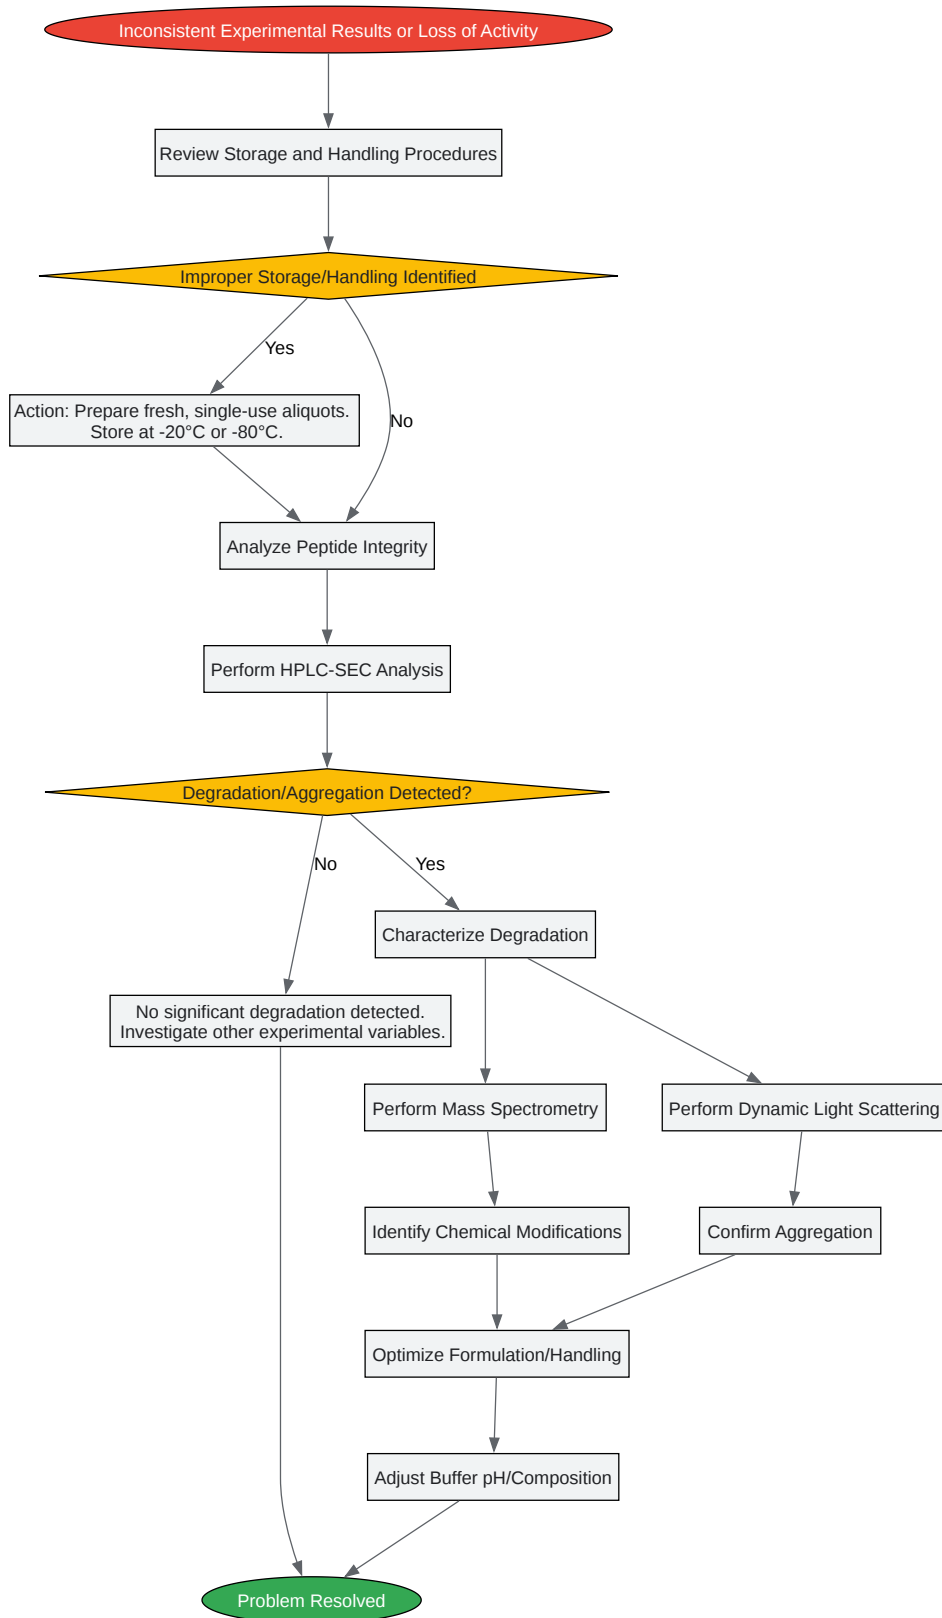 Inconsistent Experimental Results or Loss of Activity
Review Storage and Handling Procedures
Improper Storage/Handling Identified
Yes
Action: Prepare fresh, single-use aliquots.
Store at -20°C or -80°C.
No
Analyze Peptide Integrity
Perform HPLC-SEC Analysis
Degradation/Aggregation Detected?
No
Yes
Characterize Degradation
No significant degradation detected.
Investigate other experimental variables.
Perform Mass Spectrometry
Perform Dynamic Light Scattering
Identify Chemical Modifications
Confirm Aggregation
Optimize Formulation/Handling
Adjust Buffer pH/Composition
Problem Resolved